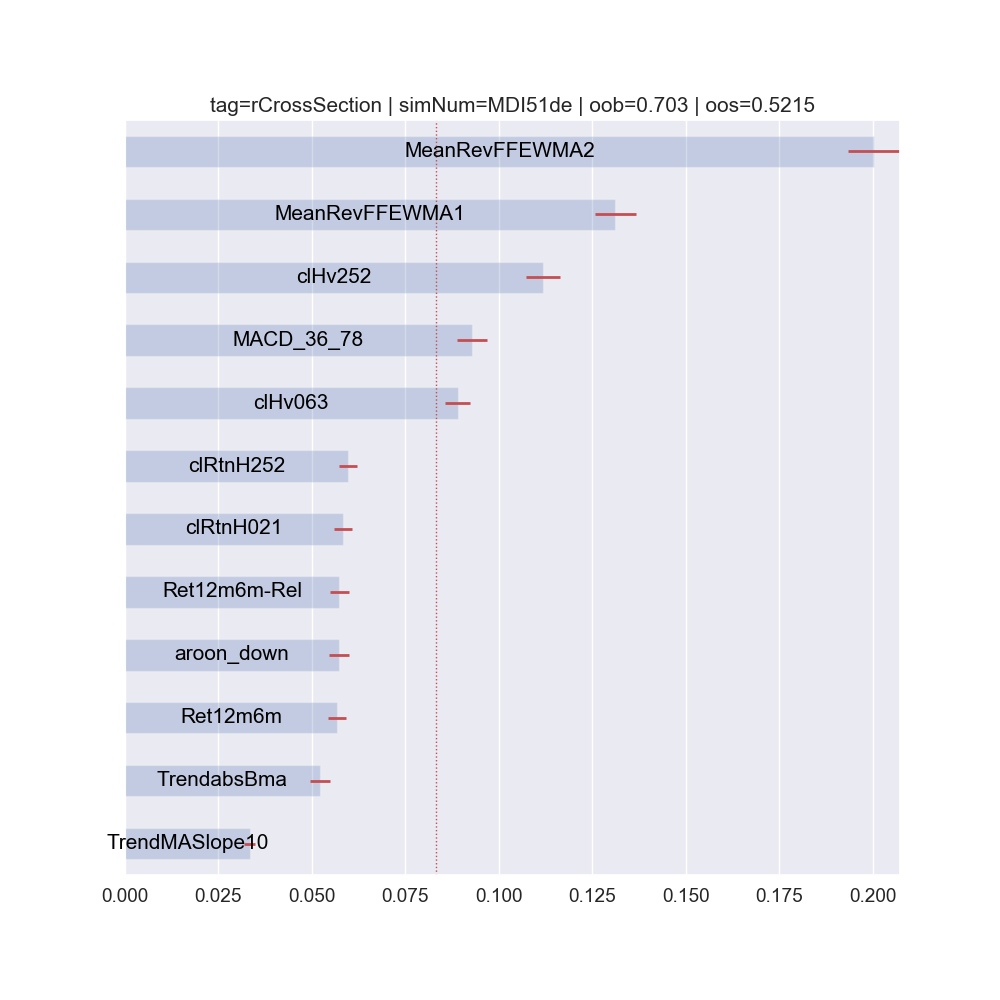 tag=rCrossSection | simNum=MDI51de | oob=0.703 | oos=0.5215
MeanRevFFEWMA2
MeanRevFFEWMA1
clHv252
MACD_36_78
clHv063
clRtnH252
clRtnH021
Ret12m6m-Rel
aroon_down
Ret12m6m
TrendabsBma
TrendMASlope10
0.000 0.025 0.050 0.075 0.100 0.125 0.150 0.175 0.200